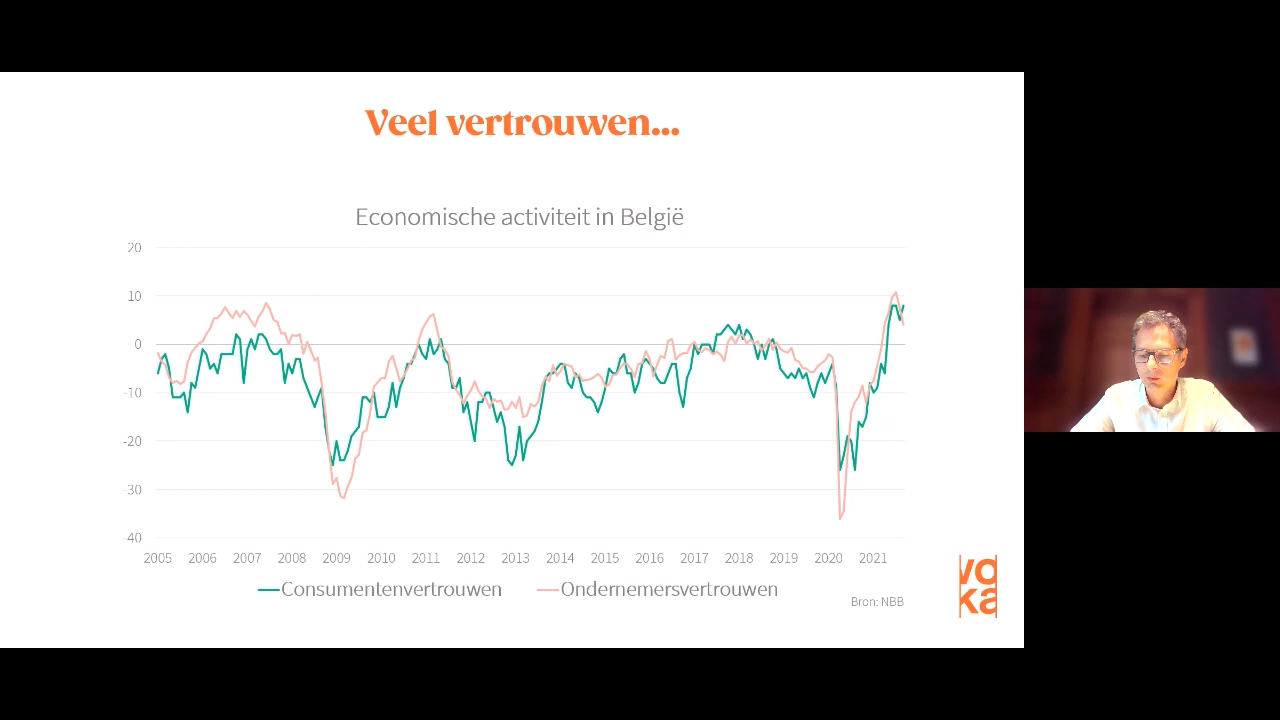 Veel vertrouwen...
Economische activiteit in België
20
10
0
-10
-20
-30
-40
2005 2006 2007 2008 2009 2010 2011 2012 2013 2014 2015 2016 2017 2018 2019 2020 2021
Consumentenvertrouwen Ondernemersvertrouwen
Bron: NBB
vo
ka